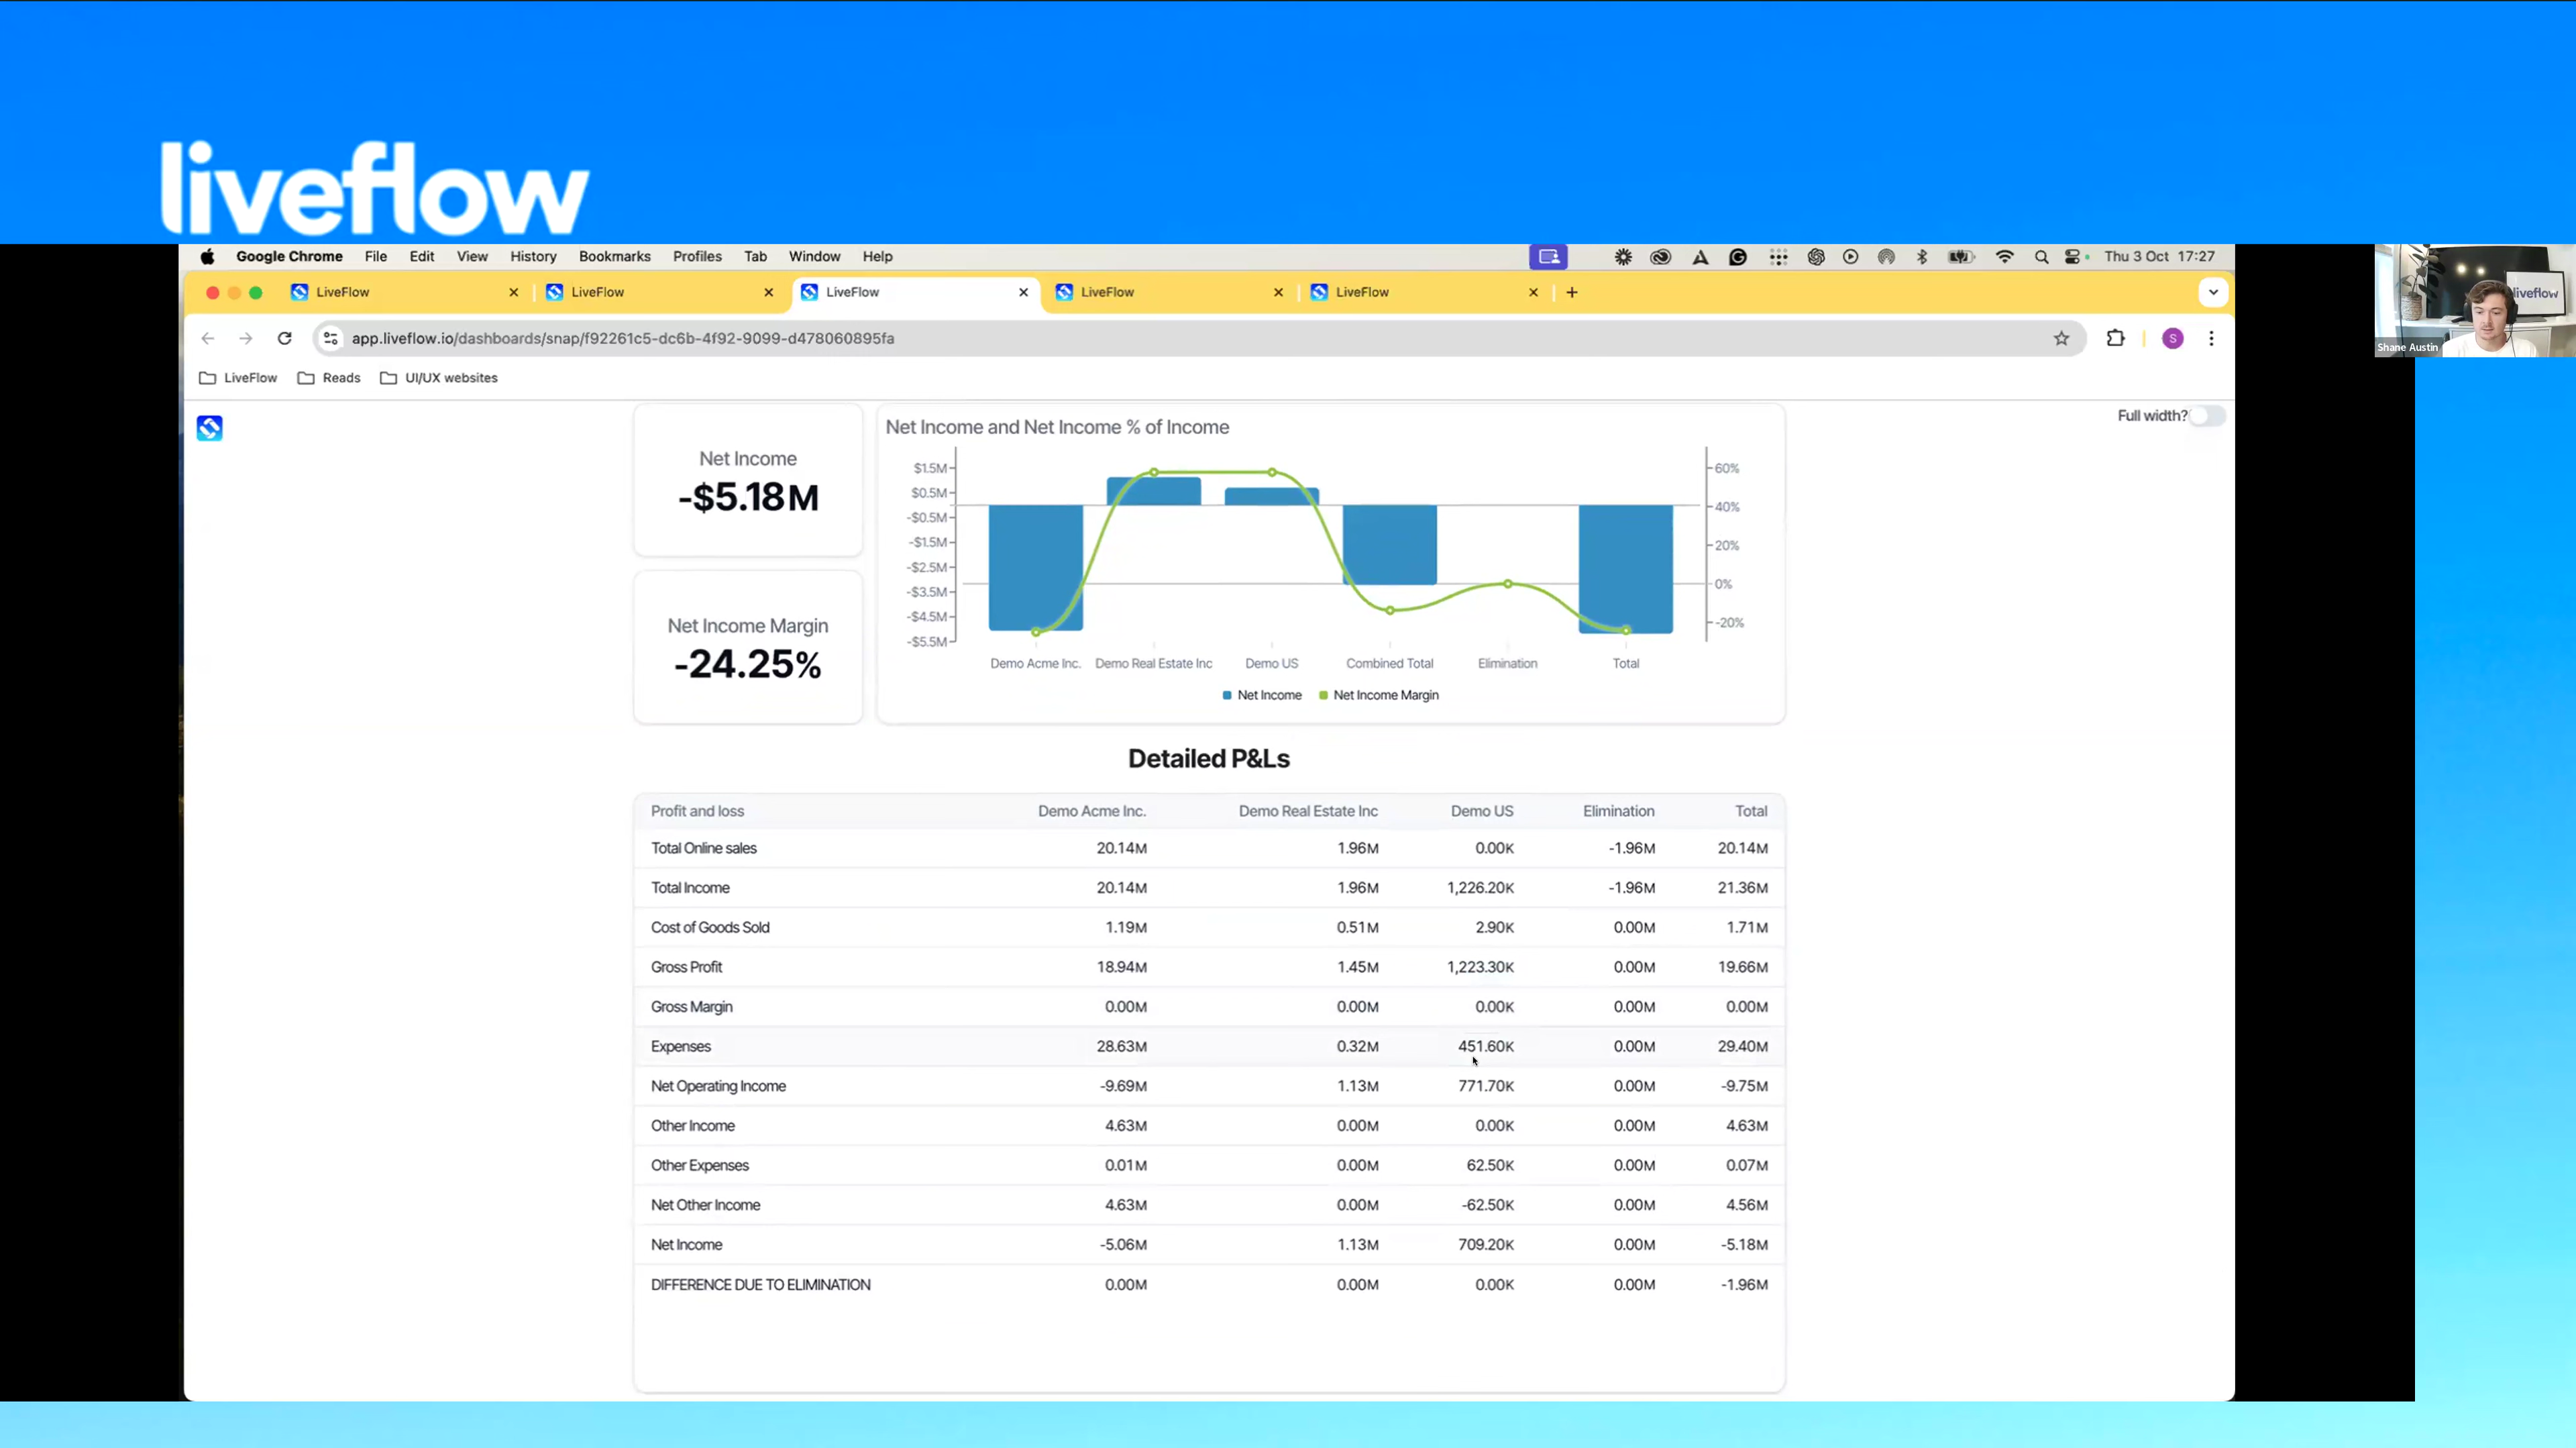 liveflow
Google Chrome File Edit View History Bookmarks Profiles Tab Window Help Thu 3 Oct 17:27
LiveFlow LiveFlow LiveFlow LiveFlow LiveFlow
app.liveflow.io/dashboards/snap/f92261c5-dc6b-4f92-9099-d478060895fa S
LiveFlow Reads UI/UX websites
liveflow
Shane Austin
Full width?
Net Income
-$5.18M
Net Income Margin
-24.25%
Net Income and Net Income % of Income
$1.5M 60%
$0.5M
-$0.5M 40%
-$1.5M
-$2.5M 20%
-$3.5M 0%
-$4.5M
-$5.5M -20%
Demo Acme Inc. Demo Real Estate Inc Demo US Combined Total Elimination Total
Net Income Net Income Margin
Detailed P&Ls
Profit and loss Demo Acme Inc. Demo Real Estate Inc Demo US Elimination Total
Total Online sales 20.14M 1.96M 0.00K -1.96M 20.14M
Total Income 20.14M 1.96M 1,226.20K -1.96M 21.36M
Cost of Goods Sold 1.19M 0.51M 2.90K 0.00M 1.71M
Gross Profit 18.94M 1.45M 1,223.30K 0.00M 19.66M
Gross Margin 0.00M 0.00M 0.00K 0.00M 0.00M
Expenses 28.63M 0.32M 451.60K 0.00M 29.40M
Net Operating Income -9.69M 1.13M 771.70K 0.00M -9.75M
Other Income 4.63M 0.00M 0.00K 0.00M 4.63M
Other Expenses 0.01M 0.00M 62.50K 0.00M 0.07M
Net Other Income 4.63M 0.00M -62.50K 0.00M 4.56M
Net Income -5.06M 1.13M 709.20K 0.00M -5.18M
DIFFERENCE DUE TO ELIMINATION 0.00M 0.00M 0.00K 0.00M -1.96M